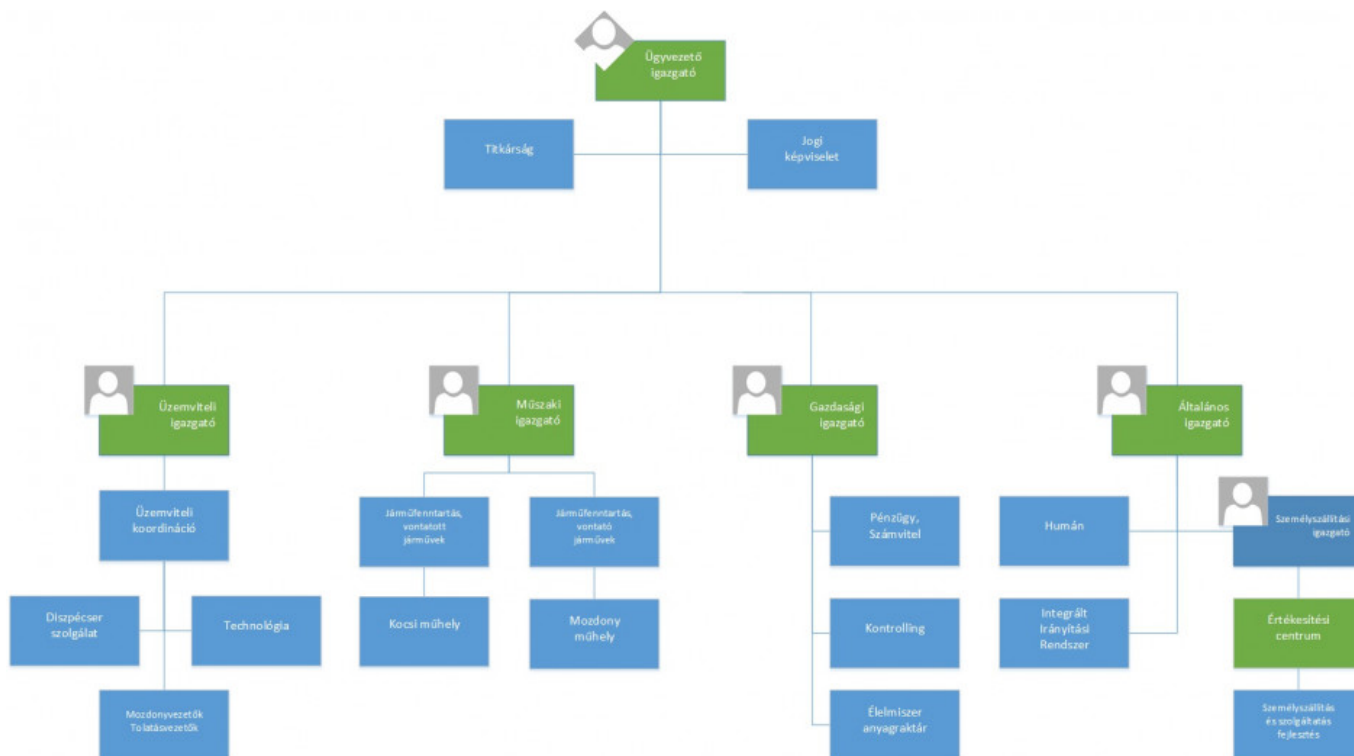 Ügyvezető
igazgató
Titkárság
Jogi
képviselet
Üzemviteli
igazgató
Műszaki
igazgató
Gazdasági
igazgató
Általános
igazgató
Üzemviteli
koordináció
Járműfenntartás,
vontatott
járművek
Járműfenntartás,
vontató
járművek
Pénzügy,
Számvitel
Humán
Személyszállítási
igazgató
Diszpécser
szolgálat
Technológia
Kocsi műhely
Mozdony
műhely
Kontrolling
Integrált
Irányítási
Rendszer
Értékesítési
centrum
Mozdonyvezetők
Tolatásvezetők
Élelmiszer
anyagraktár
Személyszállítás
és szolgáltatás
fejlesztés